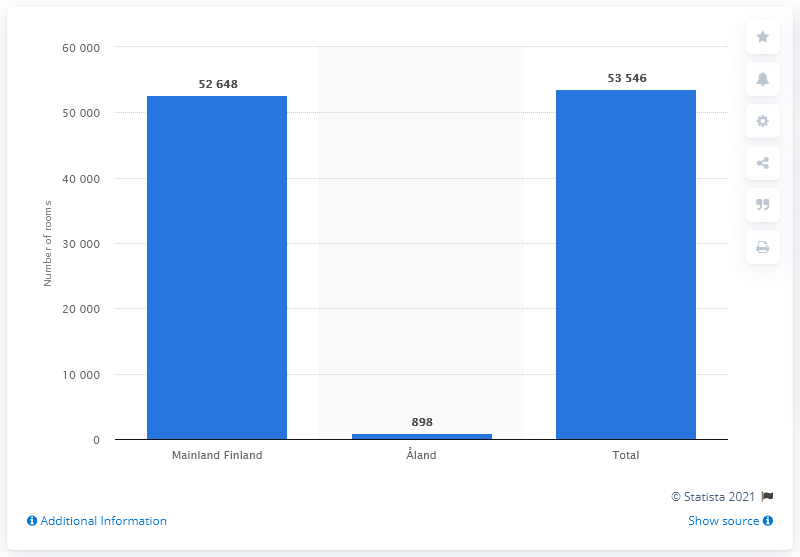 60 000
50 000
40 000
30 000
20 000
10 000
0
Number of rooms
52 648
898
53 546
Mainland Finland
Åland
Total
© Statista 2021
Additional Information
Show source